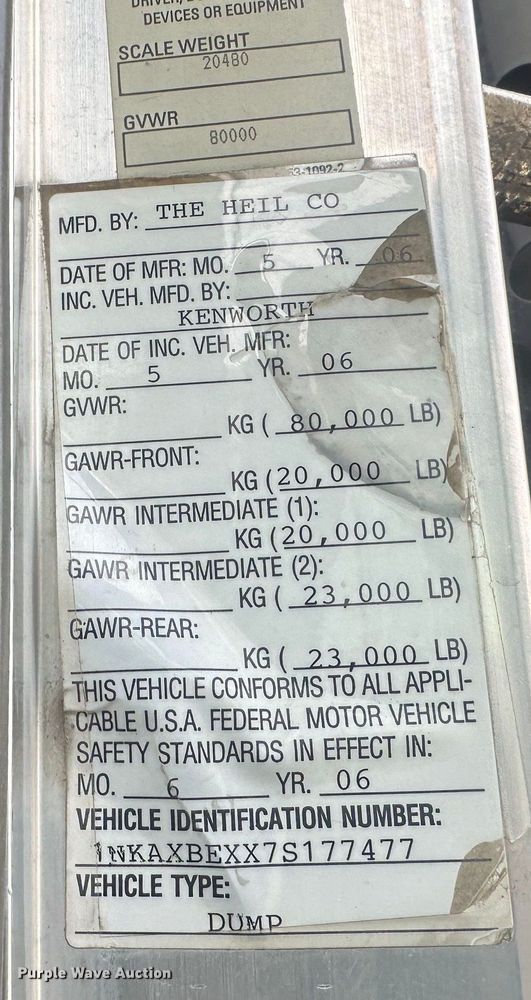 DEVICES OR EQUIPMENT
SCALE WEIGHT
20480
GVWR
80000
53-1092-2
MFD. BY: THE HEIL CO
DATE OF MFR: MO. 5 YR. 06
INC. VEH. MFD. BY:
KENWORTH
DATE OF INC. VEH. MFR:
MO. 5 YR. 06
GVWR:
KG ( 80,000 LB)
GAWR-FRONT:
KG (20,000 LB)
GAWR INTERMEDIATE (1):
KG (20,000 LB)
GAWR INTERMEDIATE (2):
KG ( 23,000 LB)
GAWR-REAR:
KG ( 23,000 LB)
THIS VEHICLE CONFORMS TO ALL APPLI-
CABLE U.S.A. FEDERAL MOTOR VEHICLE
SAFETY STANDARDS IN EFFECT IN:
MO. 6 YR. 06
VEHICLE IDENTIFICATION NUMBER:
1NKAXBEXX7S177477
VEHICLE TYPE:
DUMP
Purple Wave Auction